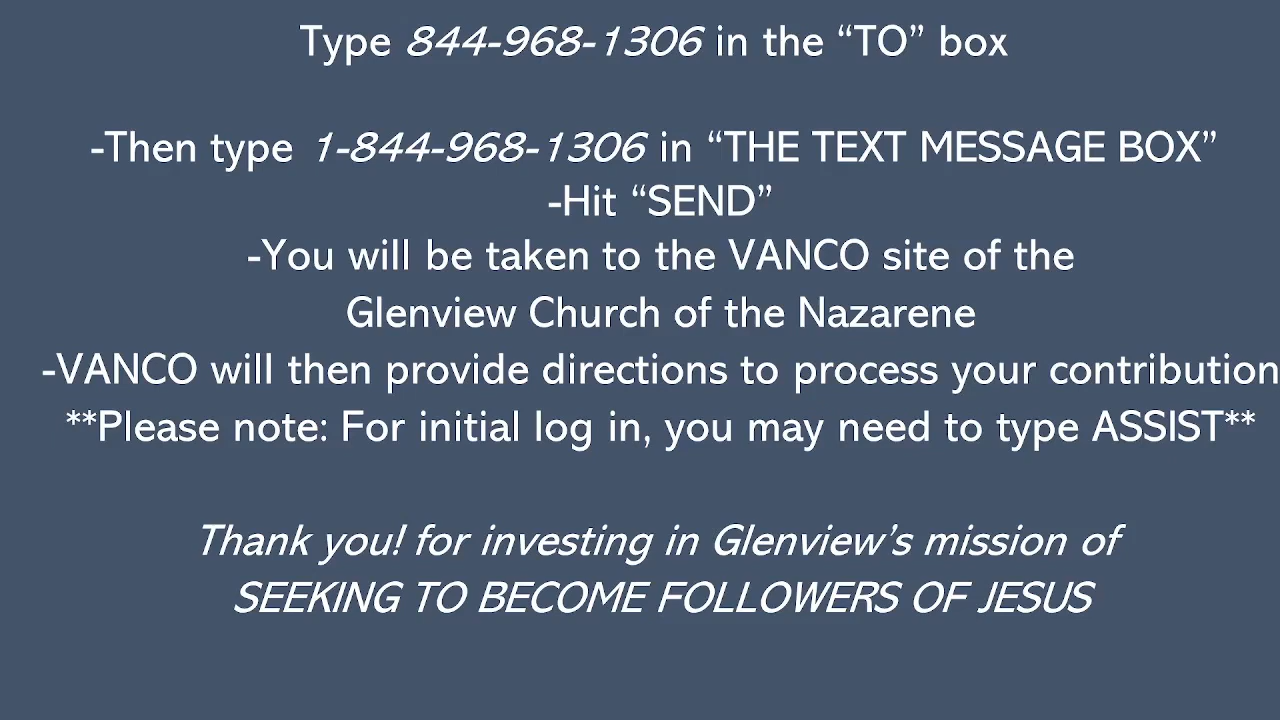 Type 844-968-1306 in the “TO” box
-Then type 1-844-968-1306 in “THE TEXT MESSAGE BOX”
-Hit “SEND”
-You will be taken to the VANCO site of the
Glenview Church of the Nazarene
-VANCO will then provide directions to process your contribution
**Please note: For initial log in, you may need to type ASSIST**
Thank you! for investing in Glenview’s mission of
SEEKING TO BECOME FOLLOWERS OF JESUS